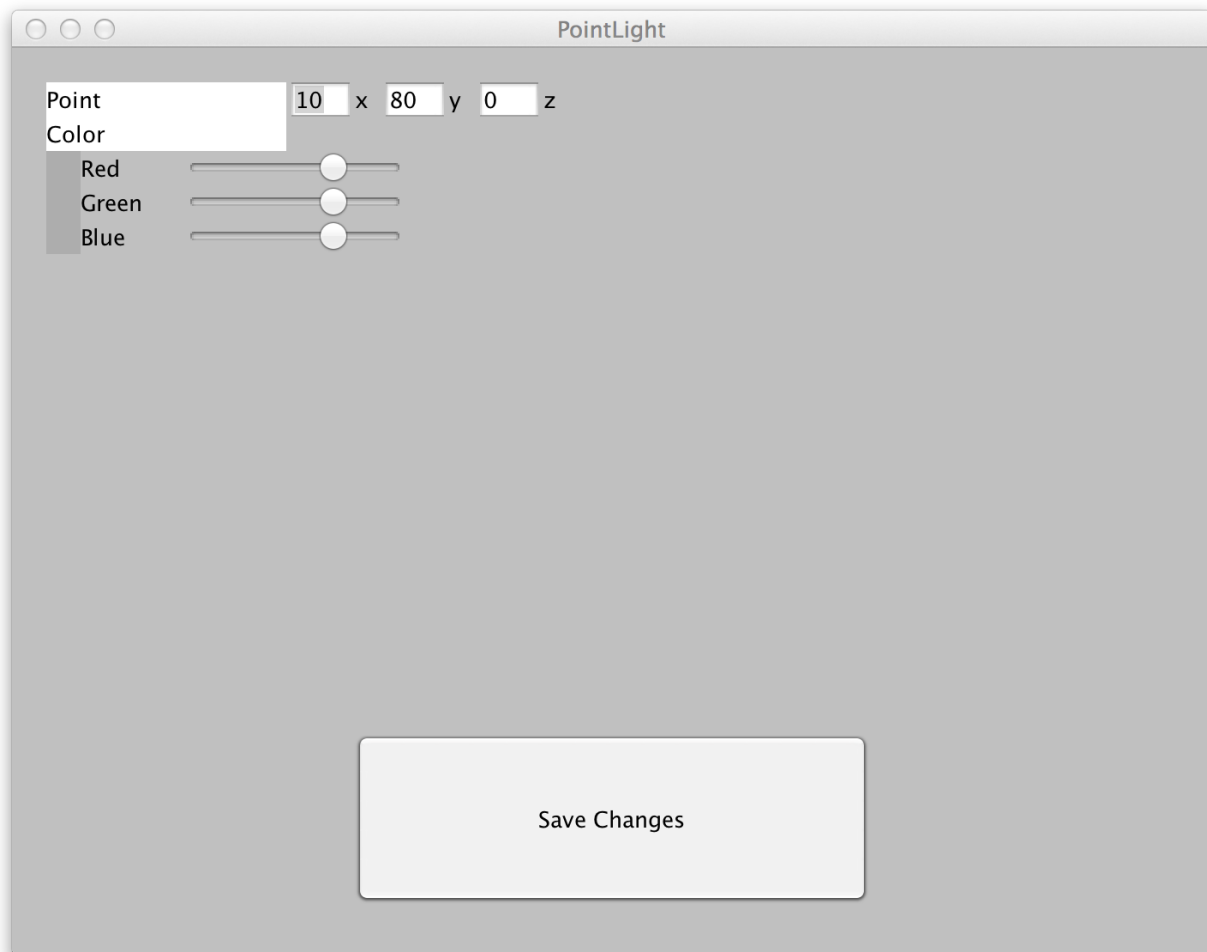 PointLight
Point 10 x 80 y 0 z
Color
Red
Green
Blue
Save Changes